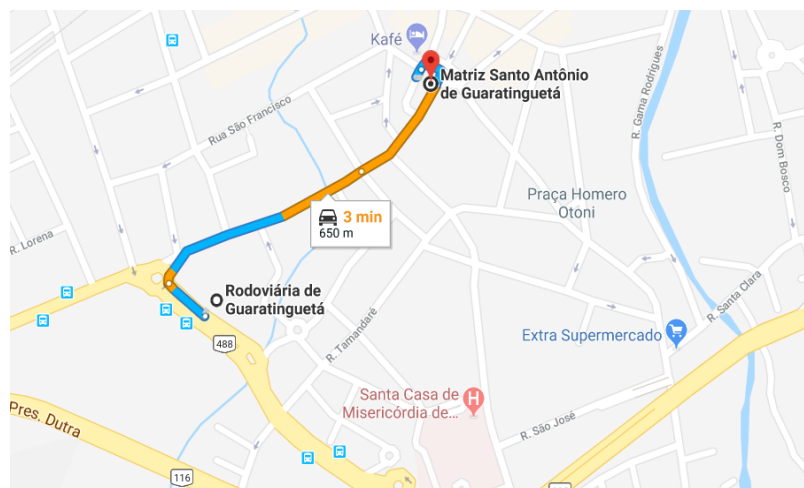 Kafé
Matriz Santo Antônio
de Guaratinguetá
R. Gama Rodrigues
Rua São Francisco
R. Dom Bosco
Praça Homero
Otoni
3 min
650 m
R. Lorena
Rodoviária de
Guaratinguetá
R. Santa Clara
R. Tamandaré
Extra Supermercado
488
Santa Casa de
Misericórdia de...
H
Pres. Dutra
R. São José
116